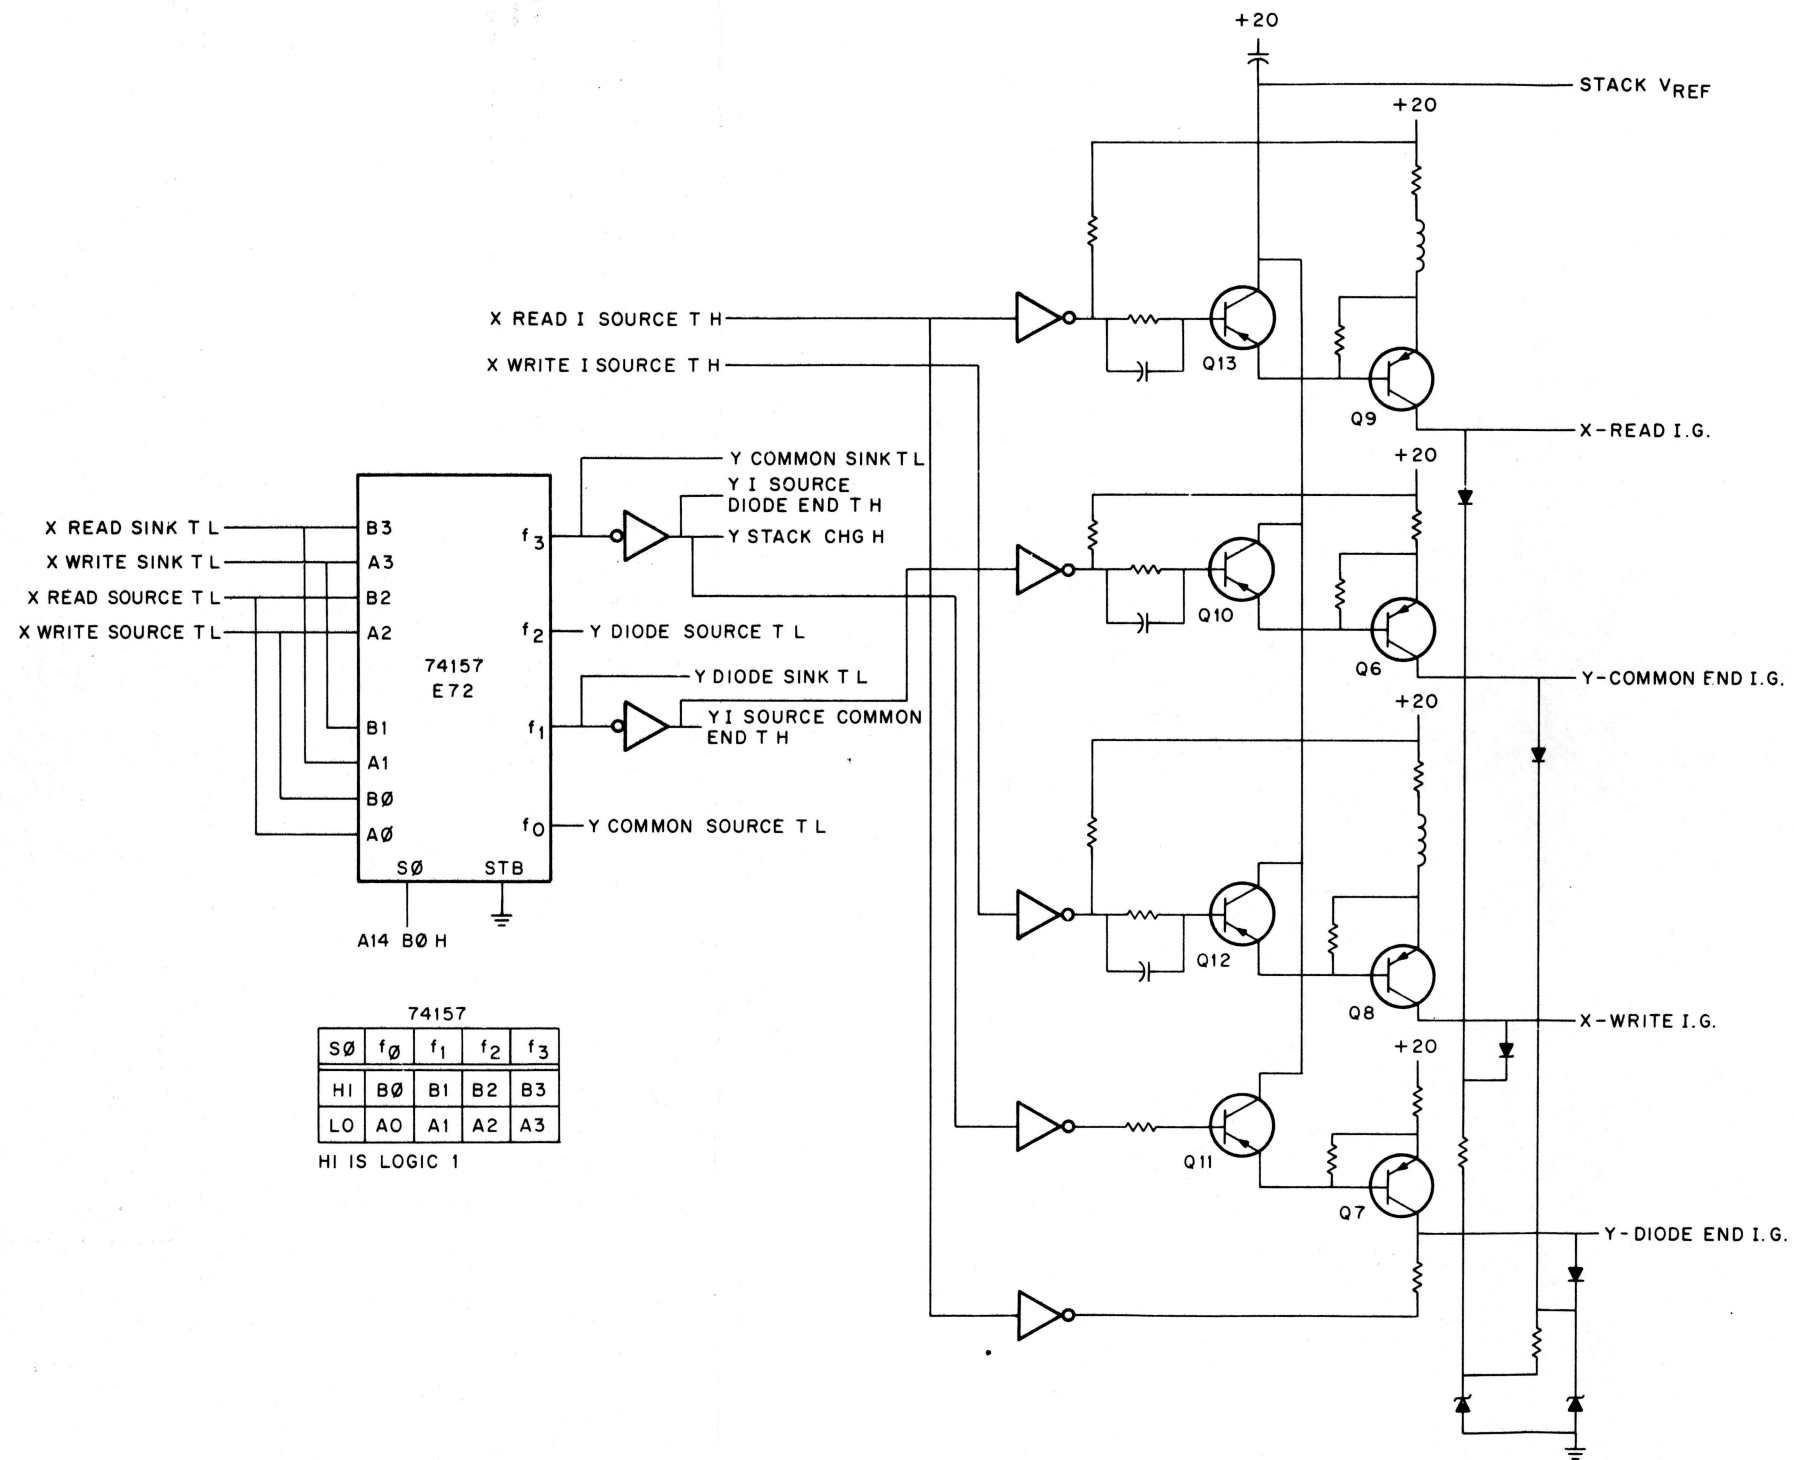 +20
STACK VREF
+20
X READ I SOURCE T H
X WRITE I SOURCE T H
Q13
Q9
X-READ I.G.
+20
Y COMMON SINK T L
Y I SOURCE
DIODE END T H
Y STACK CHG H
X READ SINK T L
X WRITE SINK T L
X READ SOURCE T L
X WRITE SOURCE T L
B3
A3
B2
A2
B1
A1
BØ
AØ
74157
E72
f3
f2
f1
f0
SØ
STB
A14 BØ H
Y DIODE SOURCE T L
Y DIODE SINK T L
Y I SOURCE COMMON
END T H
Y COMMON SOURCE T L
Q10
Q6
Y-COMMON END I.G.
+20
Q12
Q8
X-WRITE I.G.
+20
Q11
Q7
Y-DIODE END I.G.
74157
SØ fØ f1 f2 f3
HI BØ B1 B2 B3
LO A0 A1 A2 A3
HI IS LOGIC 1